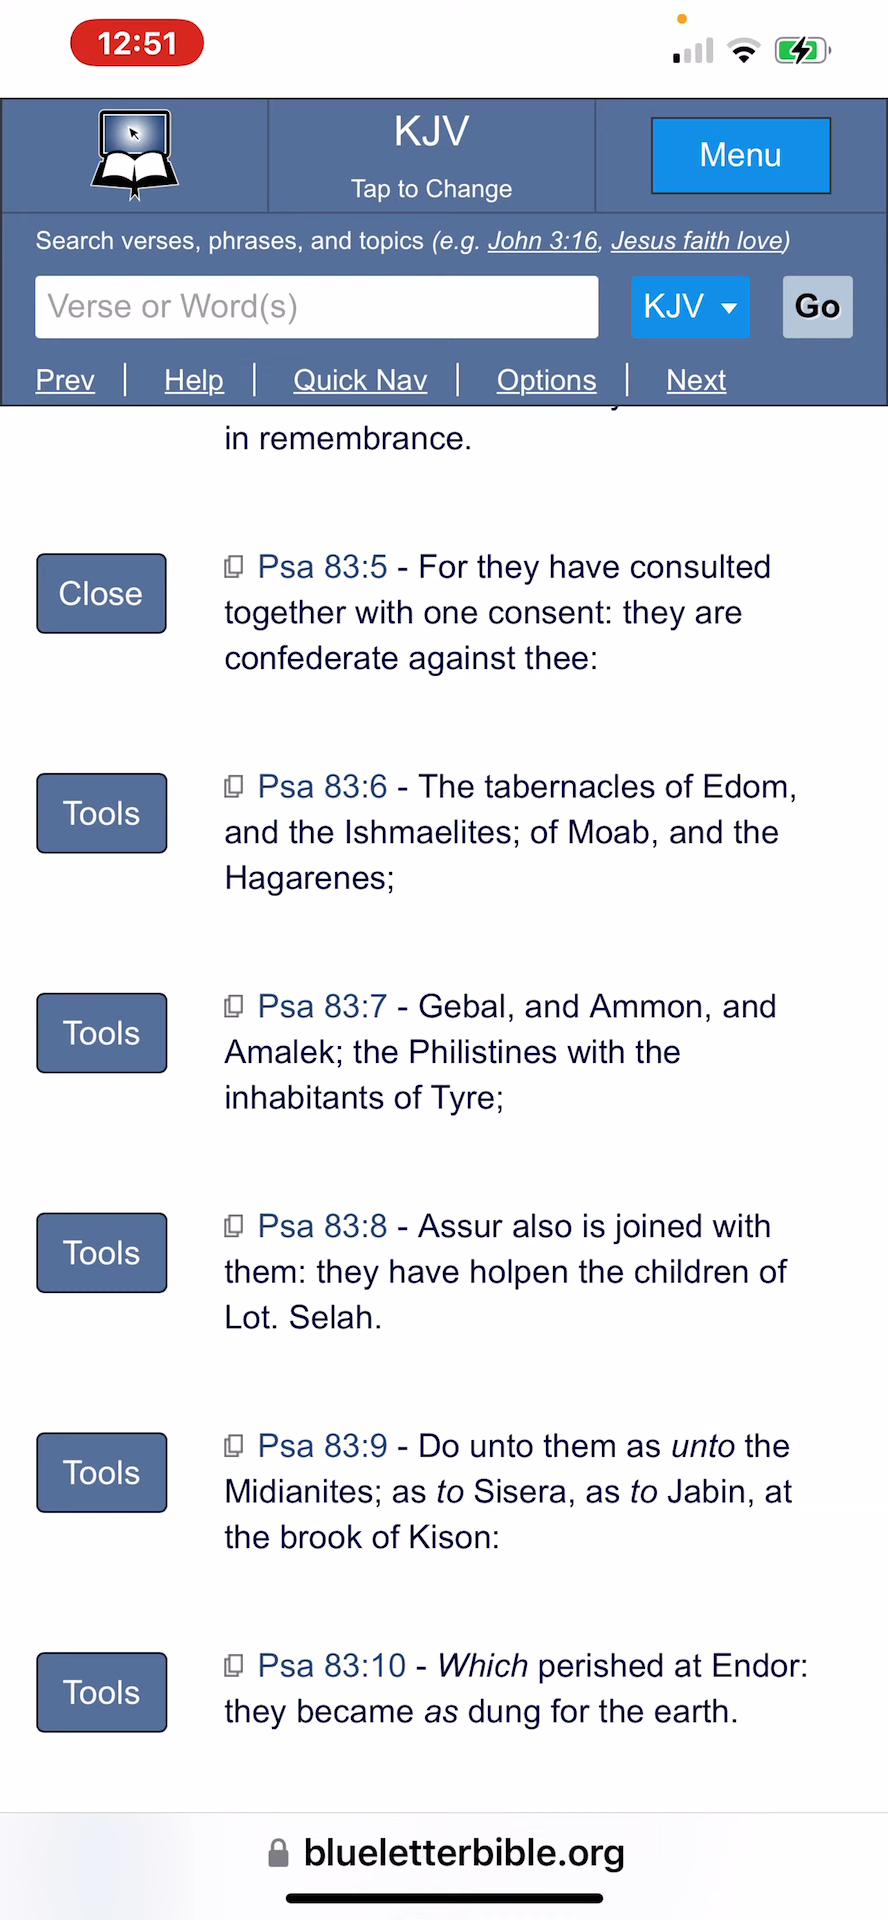 12:51
KJV
Tap to Change
Menu
Search verses, phrases, and topics (e.g. John 3:16, Jesus faith love)
Verse or Word(s)
KJV
Go
Prev | Help | Quick Nav | Options | Next
in remembrance.
Close
Psa 83:5 - For they have consulted
together with one consent: they are
confederate against thee:
Tools
Psa 83:6 - The tabernacles of Edom,
and the Ishmaelites; of Moab, and the
Hagarenes;
Tools
Psa 83:7 - Gebal, and Ammon, and
Amalek; the Philistines with the
inhabitants of Tyre;
Tools
Psa 83:8 - Assur also is joined with
them: they have holpen the children of
Lot. Selah.
Tools
Psa 83:9 - Do unto them as unto the
Midianites; as to Sisera, as to Jabin, at
the brook of Kison:
Tools
Psa 83:10 - Which perished at Endor:
they became as dung for the earth.
blueletterbible.org